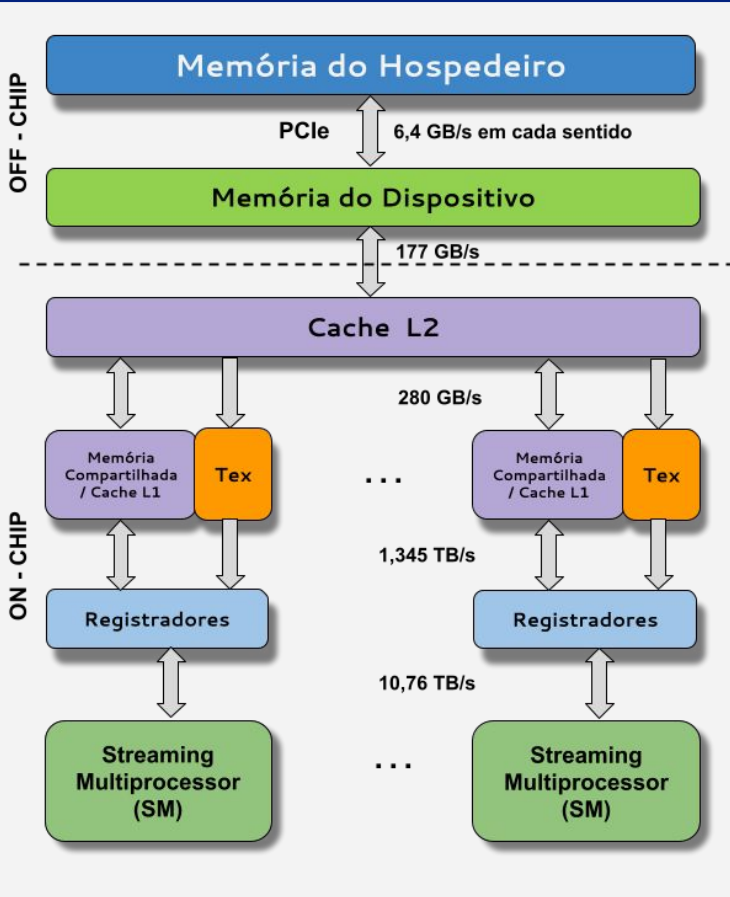 OFF - CHIP
Memória do Hospedeiro
PCIe
6,4 GB/s em cada sentido
Memória do Dispositivo
177 GB/s
ON - CHIP
Cache L2
280 GB/s
Memória
Compartilhada
/ Cache L1
Tex
...
Memória
Compartilhada
/ Cache L1
Tex
1,345 TB/s
Registradores
Registradores
10,76 TB/s
Streaming
Multiprocessor
(SM)
...
Streaming
Multiprocessor
(SM)